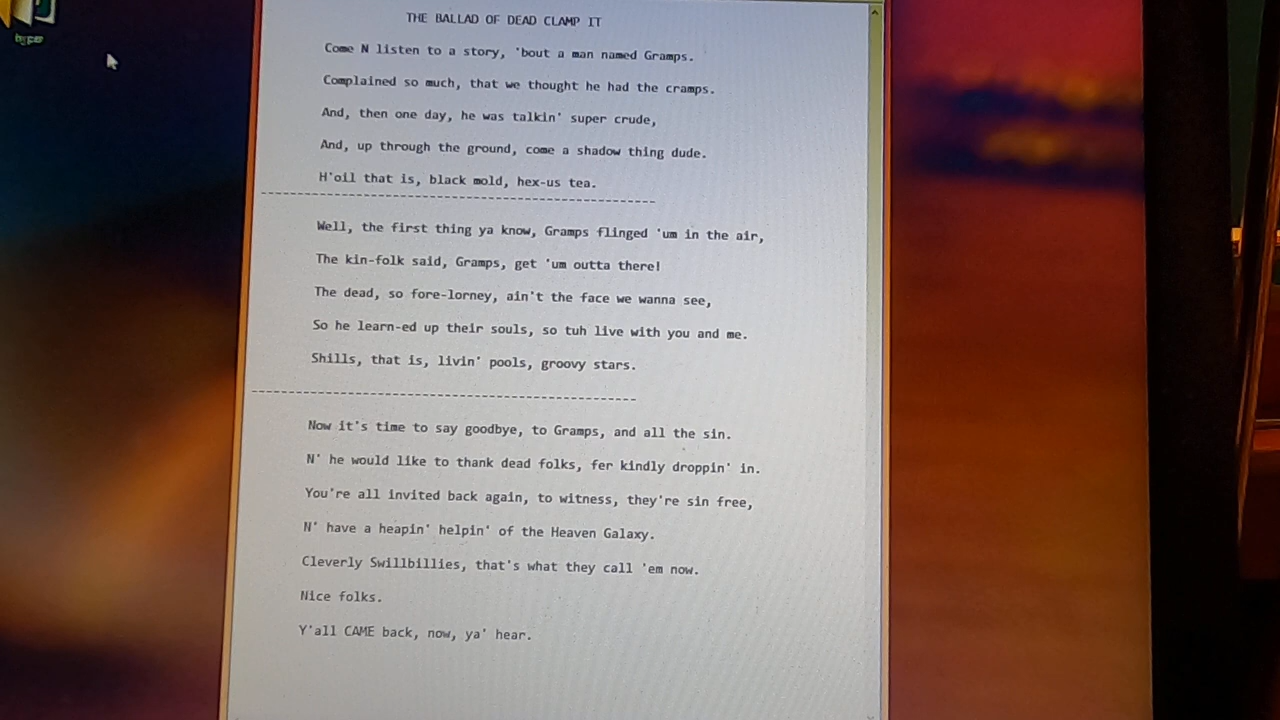 hyper
THE BALLAD OF DEAD CLAMP IT
Come N listen to a story, 'bout a man named Gramps.
Complained so much, that we thought he had the cramps.
And, then one day, he was talkin' super crude,
And, up through the ground, come a shadow thing dude.
H'oil that is, black mold, hex-us tea.
Well, the first thing ya know, Gramps flinged 'um in the air,
The kin-folk said, Gramps, get 'um outta there!
The dead, so fore-lorney, ain't the face we wanna see,
So he learn-ed up their souls, so tuh live with you and me.
Shills, that is, livin' pools, groovy stars.
Now it's time to say goodbye, to Gramps, and all the sin.
N' he would like to thank dead folks, fer kindly droppin' in.
You're all invited back again, to witness, they're sin free,
N' have a heapin' helpin' of the Heaven Galaxy.
Cleverly Swillbillies, that's what they call 'em now.
Nice folks.
Y'all CAME back, now, ya' hear.